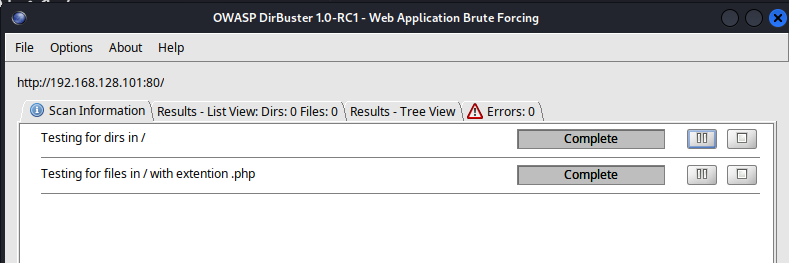 OWASP DirBuster 1.0-RC1 - Web Application Brute Forcing
File Options About Help
http://192.168.128.101:80/
Scan Information Results - List View: Dirs: 0 Files: 0 Results - Tree View Errors: 0
Testing for dirs in / Complete
Testing for files in / with extention .php Complete